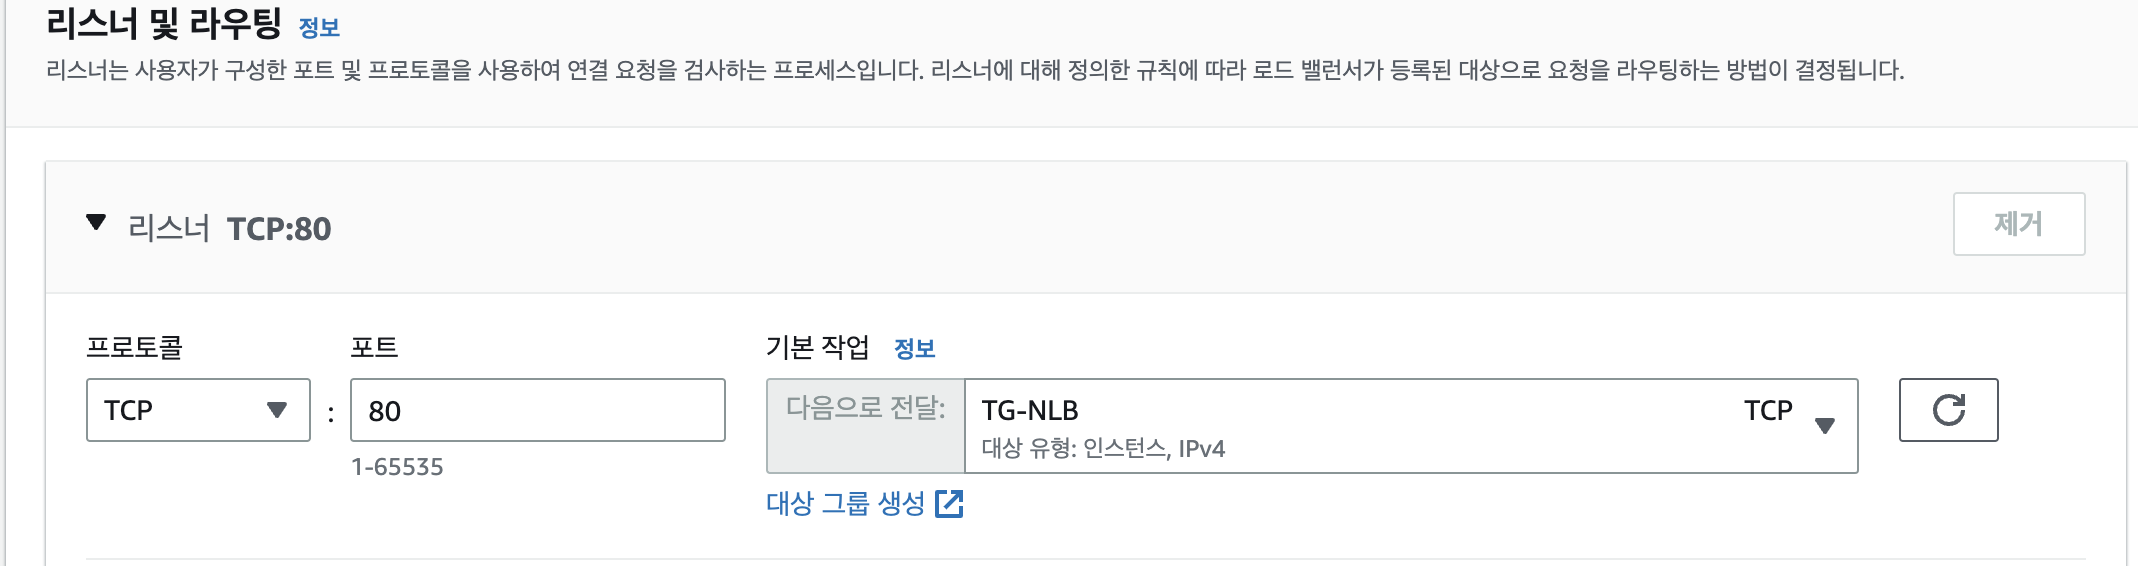 리스너 및 라우팅 정보
리스너는 사용자가 구성한 포트 및 프로토콜을 사용하여 연결 요청을 검사하는 프로세스입니다. 리스너에 대해 정의한 규칙에 따라 로드 밸런서가 등록된 대상으로 요청을 라우팅하는 방법이 결정됩니다.
리스너 TCP:80 제거
프로토콜 포트 기본 작업 정보
TCP : 80 다음으로 전달: TG-NLB TCP
대상 유형: 인스턴스, IPv4
1-65535
대상 그룹 생성